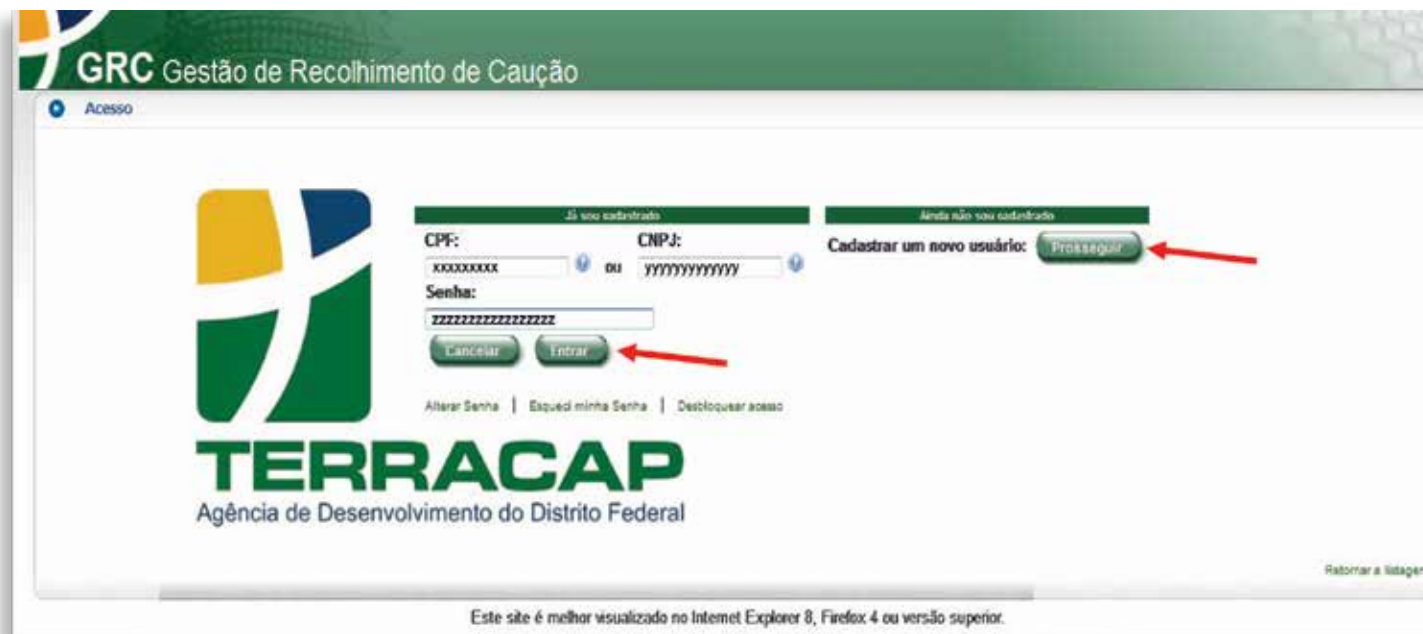 GRC Gestão de Recolhimento de Caução
Acesso
Já sou cadastrado
Ainda não sou cadastrado
CPF:
CNPJ:
Cadastrar um novo usuário: Prosseguir
xxxxxxxxx ou yyyyyyyyyyyyy
Senha:
zzzzzzzzzzzzzzzzz
Cancelar Entrar
Alterar Senha | Esqueci minha Senha | Desbloquear acesso
TERRACAP
Agência de Desenvolvimento do Distrito Federal
Retornar a listagem
Este site é melhor visualizado no Internet Explorer 8, Firefox 4 ou versão superior.